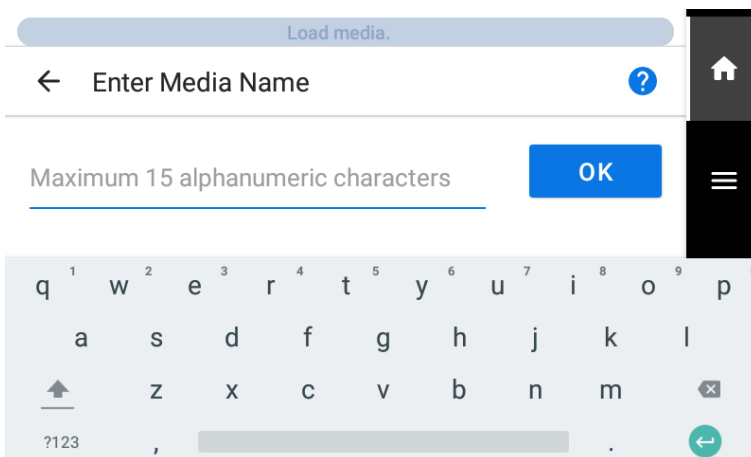 Load media.
Enter Media Name
?
Maximum 15 alphanumeric characters
OK
q 1 w 2 e 3 r 4 t 5 y 6 u 7 i 8 o 9 p
a s d f g h j k l
z x c v b n m
?123 , .